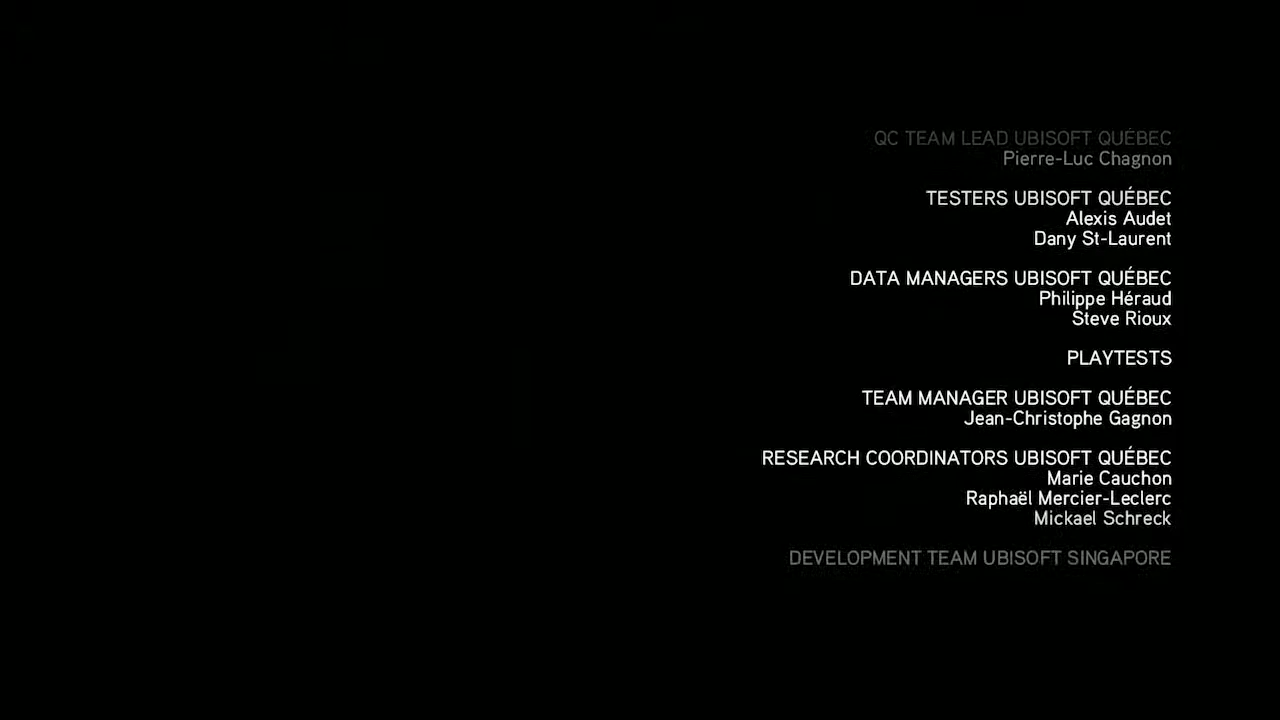 QC TEAM LEAD UBISOFT QUÉBEC
Pierre-Luc Chagnon
TESTERS UBISOFT QUÉBEC
Alexis Audet
Dany St-Laurent
DATA MANAGERS UBISOFT QUÉBEC
Philippe Héraud
Steve Rioux
PLAYTESTS
TEAM MANAGER UBISOFT QUÉBEC
Jean-Christophe Gagnon
RESEARCH COORDINATORS UBISOFT QUÉBEC
Marie Cauchon
Raphaël Mercier-Leclerc
Mickael Schreck
DEVELOPMENT TEAM UBISOFT SINGAPORE